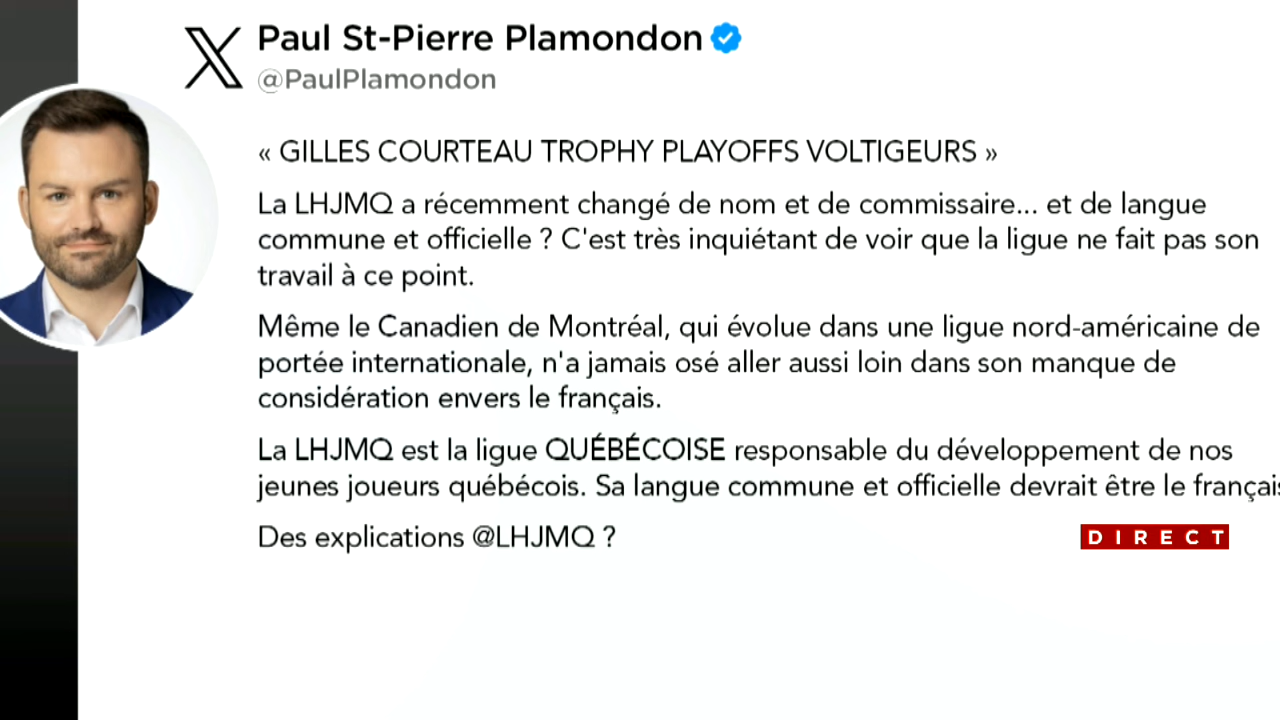 Paul St-Pierre Plamondon
@PaulPlamondon
« GILLES COURTEAU TROPHY PLAYOFFS VOLTIGEURS »
La LHJMQ a récemment changé de nom et de commissaire... et de langue
commune et officielle ? C'est très inquiétant de voir que la ligue ne fait pas son
travail à ce point.
Même le Canadien de Montréal, qui évolue dans une ligue nord-américaine de
portée internationale, n'a jamais osé aller aussi loin dans son manque de
considération envers le français.
La LHJMQ est la ligue QUÉBÉCOISE responsable du développement de nos
jeunes joueurs québécois. Sa langue commune et officielle devrait être le français
Des explications @LHJMQ ?
DIRECT